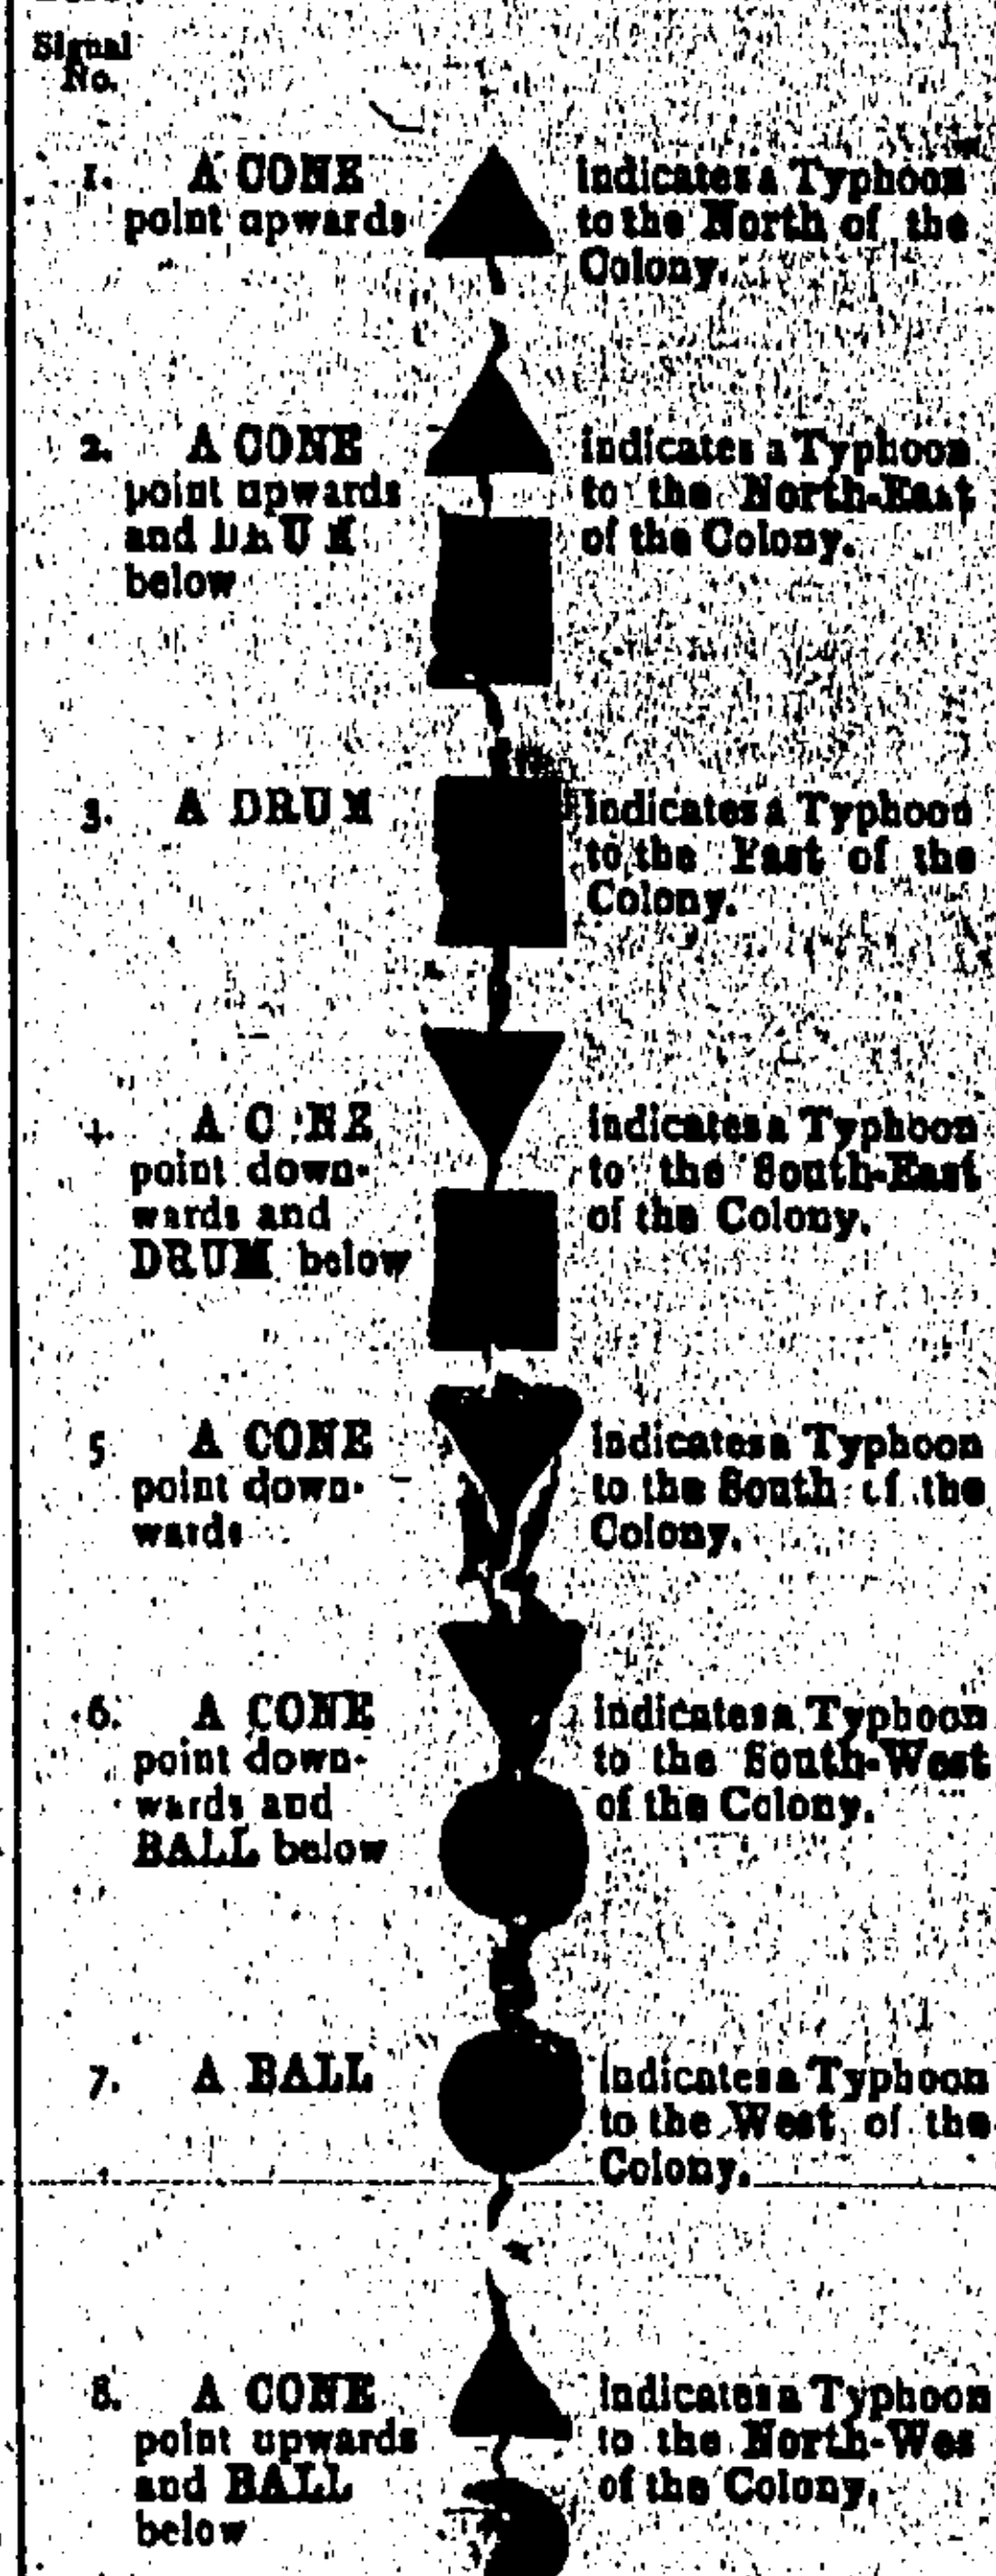 Signal
No.
1. A CONE
point upwards
indicates a Typhoon
to the North of the
Colony.
2. A CONE
point upwards
and DRUM
below
indicates a Typhoon
to the North-East
of the Colony.
3. A DRUM
indicates a Typhoon
to the East of the
Colony.
4. A CONE
point down-
wards and
DRUM below
indicates a Typhoon
to the South-East
of the Colony.
5 A CONE
point down-
wards
indicates a Typhoon
to the South of the
Colony.
6. A CONE
point down-
wards and
BALL below
indicates a Typhoon
to the South-West
of the Colony.
7. A BALL
indicates a Typhoon
to the West of the
Colony.
8. A CONE
point upwards
and BALL
below
indicates a Typhoon
to the North-Wes
of the Colony.